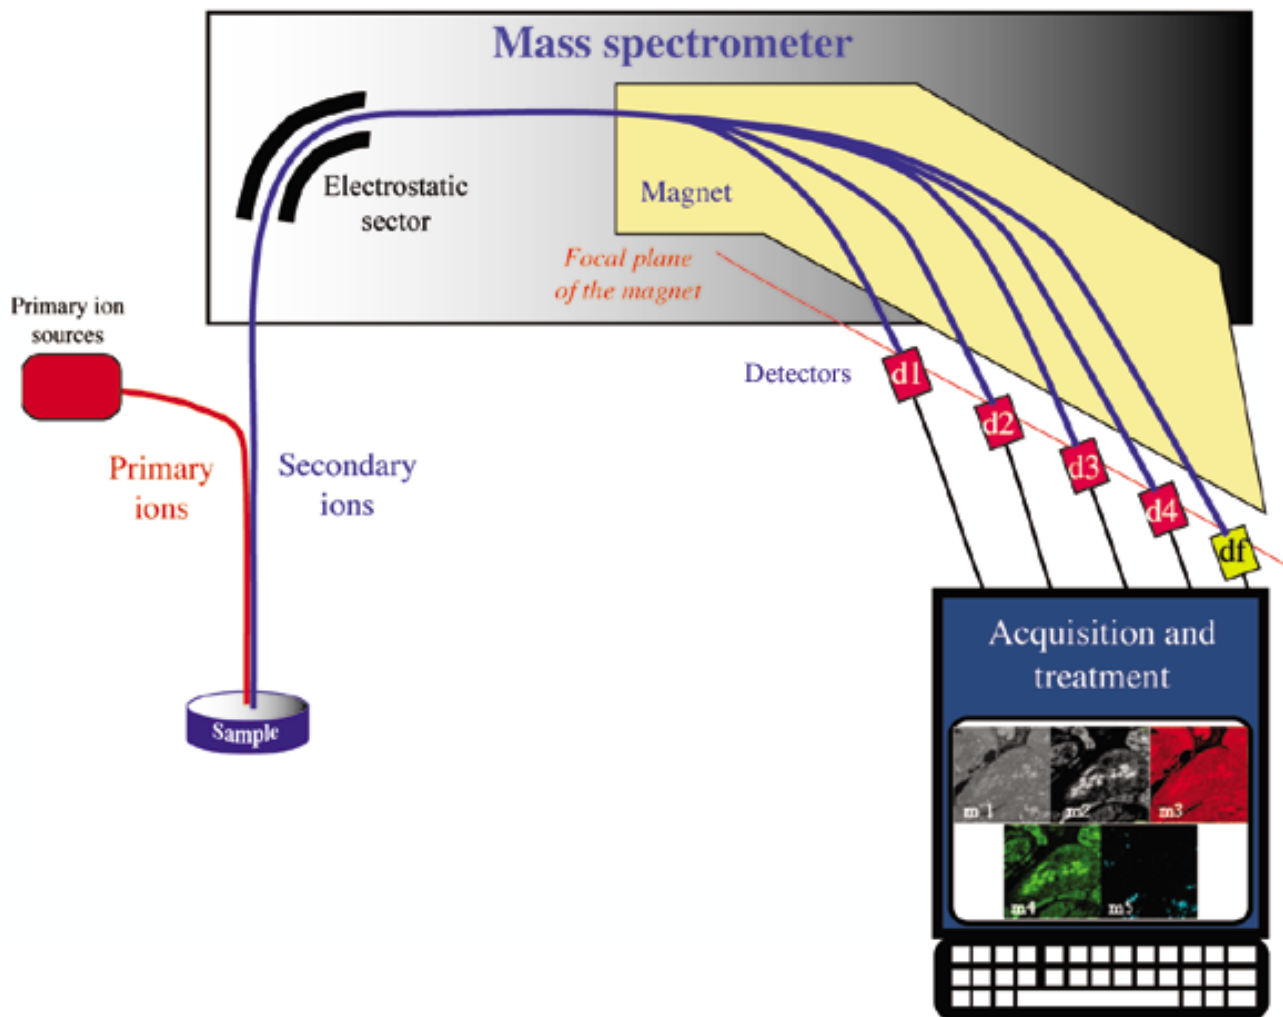 Mass spectrometer
Electrostatic
sector
Magnet
Focal plane
of the magnet
Primary ion
sources
Detectors
d1
d2
d3
d4
df
Primary
ions
Secondary
ions
Sample
Acquisition and
treatment
m1
m2
m3
m4
m5